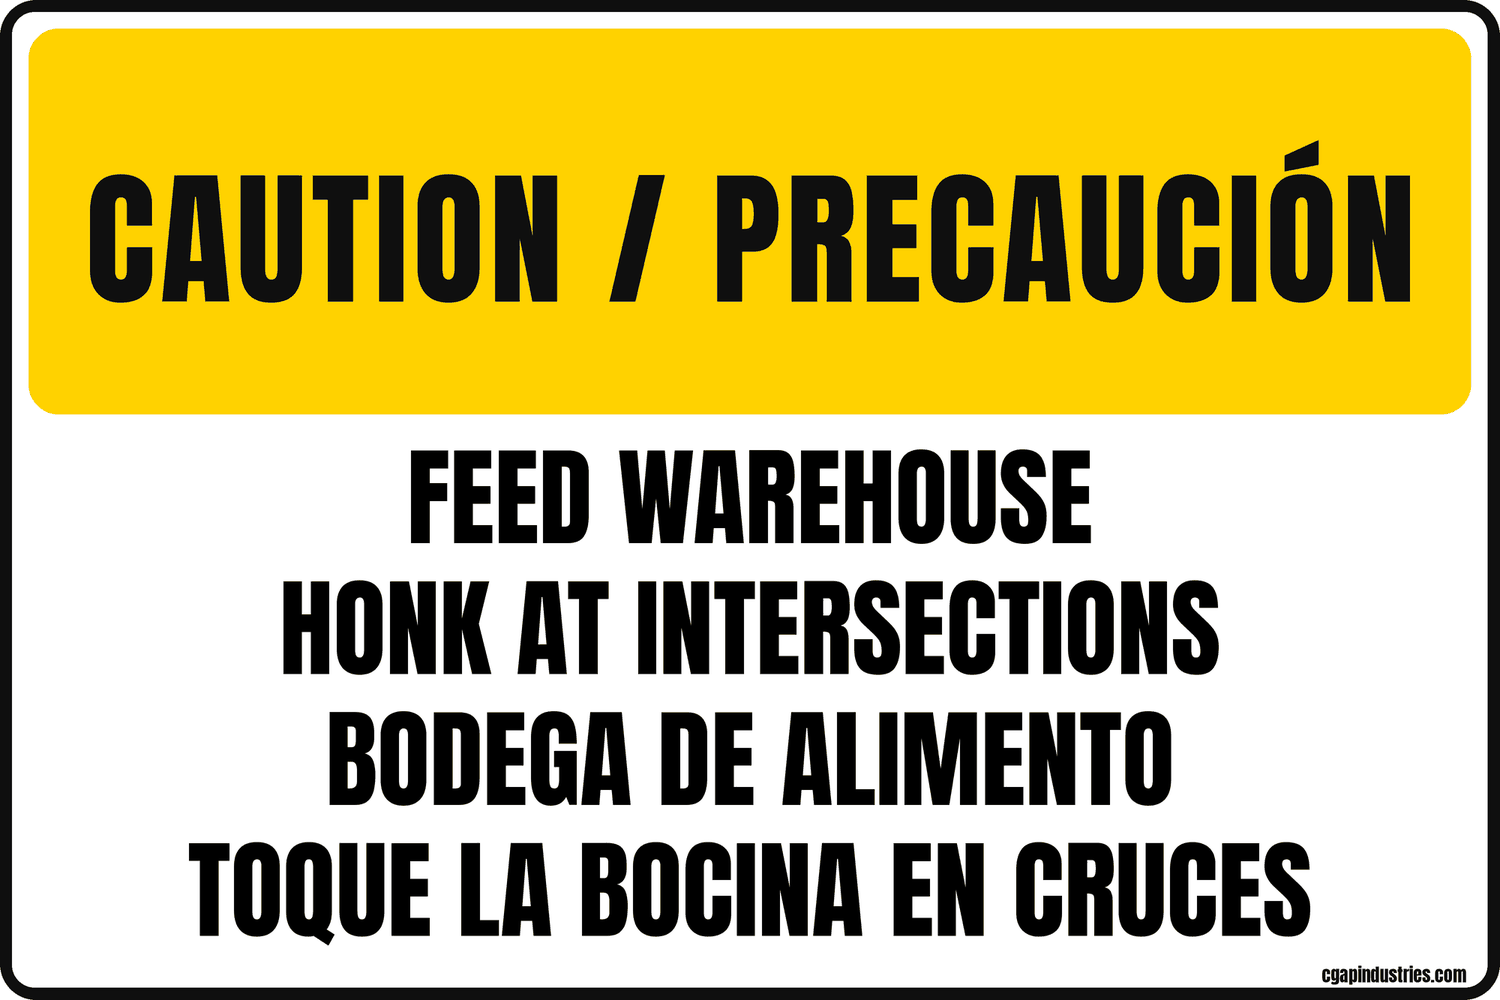 CAUTION / PRECAUCIÓN
FEED WAREHOUSE
HONK AT INTERSECTIONS
BODEGA DE ALIMENTO
TOQUE LA BOCINA EN CRUCES
cgapindustries.com